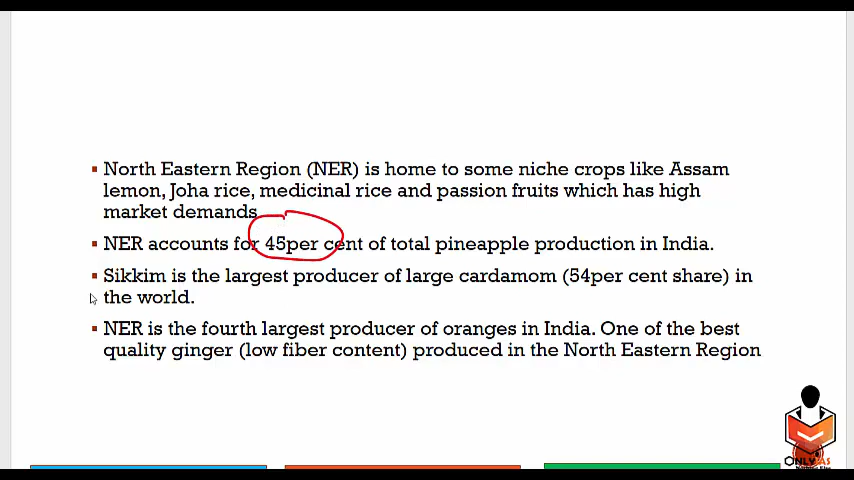 ▪ North Eastern Region (NER) is home to some niche crops like Assam
lemon, Joha rice, medicinal rice and passion fruits which has high
market demands.
▪ NER accounts for 45per cent of total pineapple production in India.
▪ Sikkim is the largest producer of large cardamom (54per cent share) in
the world.
▪ NER is the fourth largest producer of oranges in India. One of the best
quality ginger (low fiber content) produced in the North Eastern Region